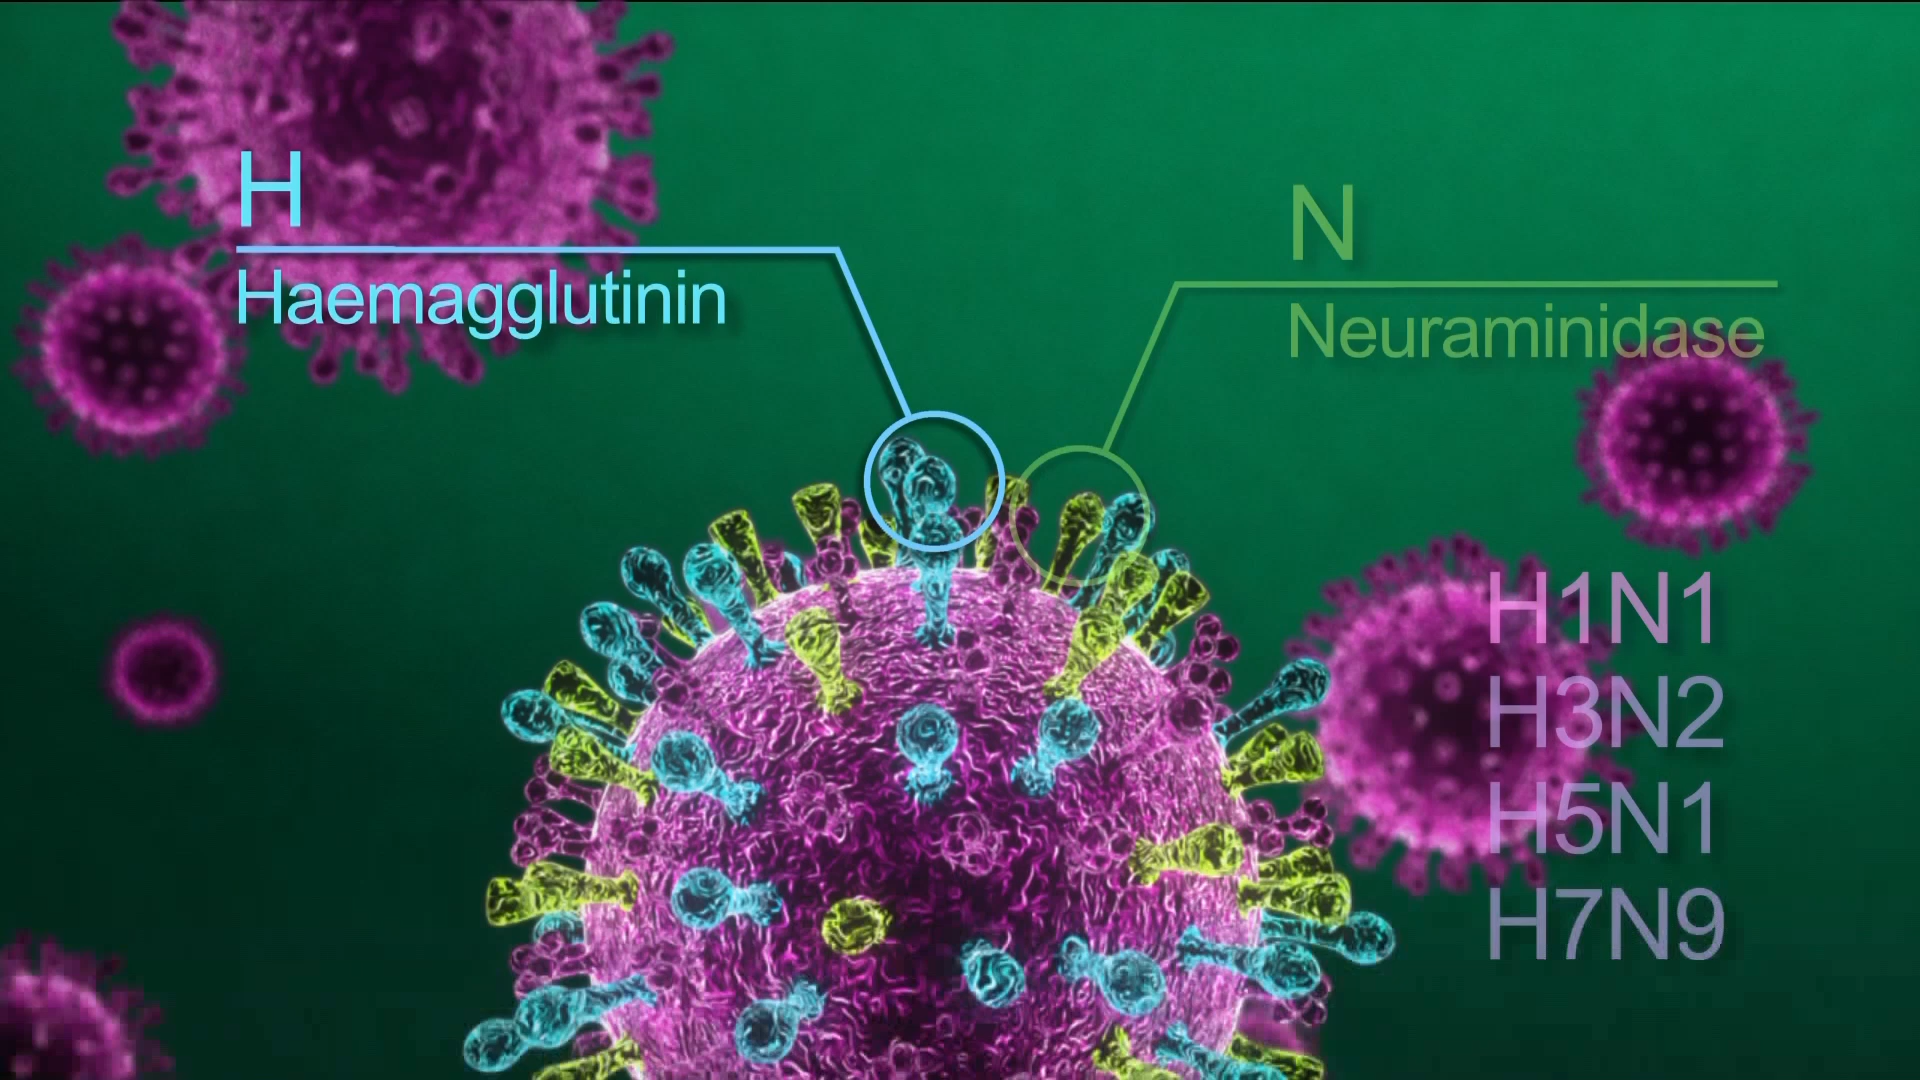 H
Haemagglutinin
N
Neuraminidase
H1N1
H3N2
H5N1
H7N9